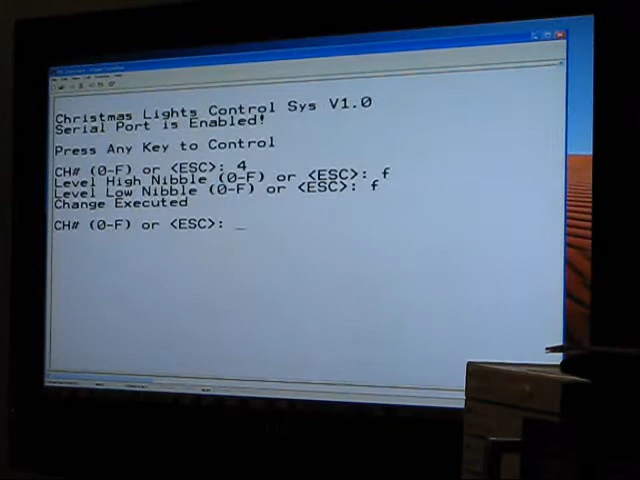 Christmas Lights Control Sys V1.0
Serial Port is Enabled!
Press Any Key to Control
CH# (0-F) or <ESC>: 4
Level High Nibble (0-F) or <ESC>: f
Level Low Nibble (0-F) or <ESC>: f
Change Executed
CH# (0-F) or <ESC>: _